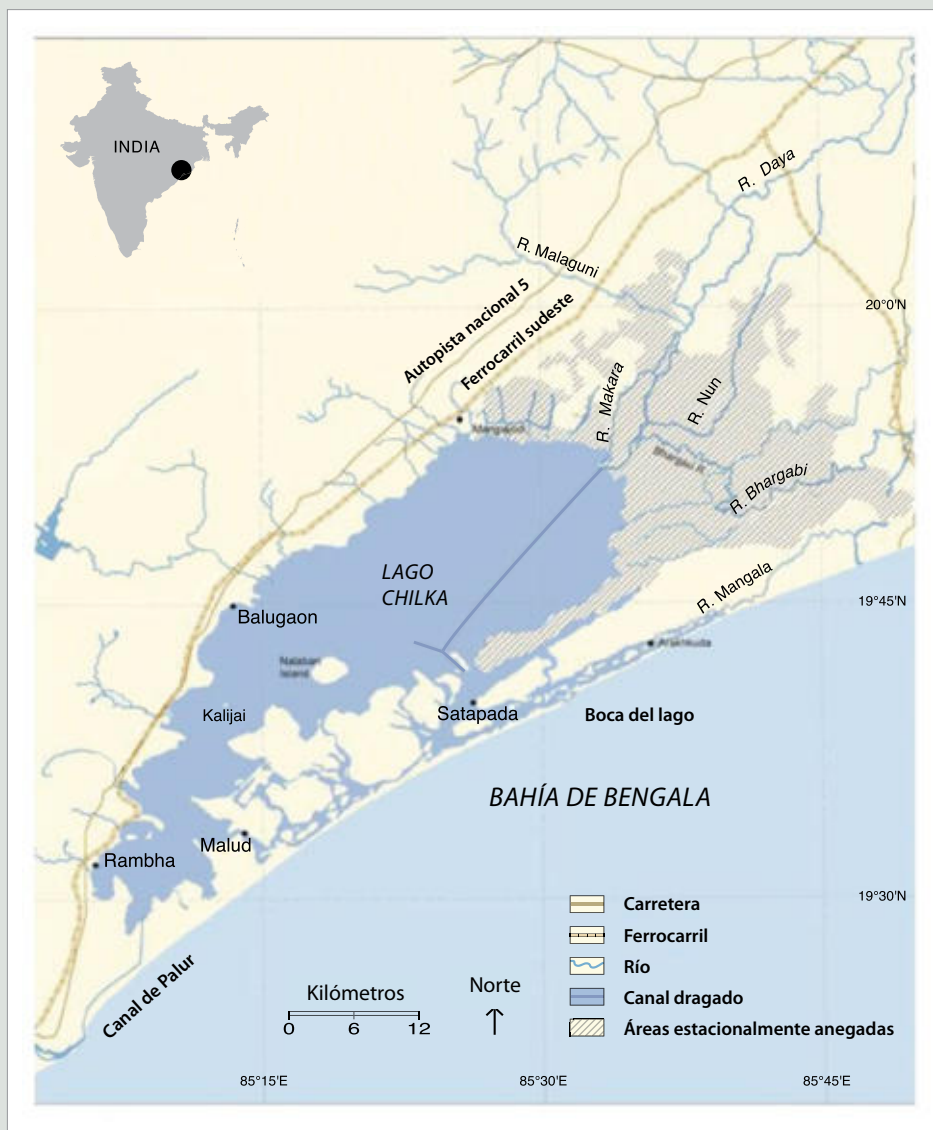 INDIA
R. Daya
R. Malaguni
20°0'N
Autopista nacional 5
Ferrocarril sudeste
R. Makara
R. Nun
R. Bhargabi
LAGO
CHILKA
R. Mangala
19°45'N
Balugaon
Nalaban
Island
Kalijai
Satapada
Boca del lago
BAHÍA DE BENGALA
Malud
Rambha
19°30'N
Carretera
Ferrocarril
Río
Canal dragado
Áreas estacionalmente anegadas
Canal de Palur
Kilómetros
0 6 12
Norte
85°15'E
85°30'E
85°45'E